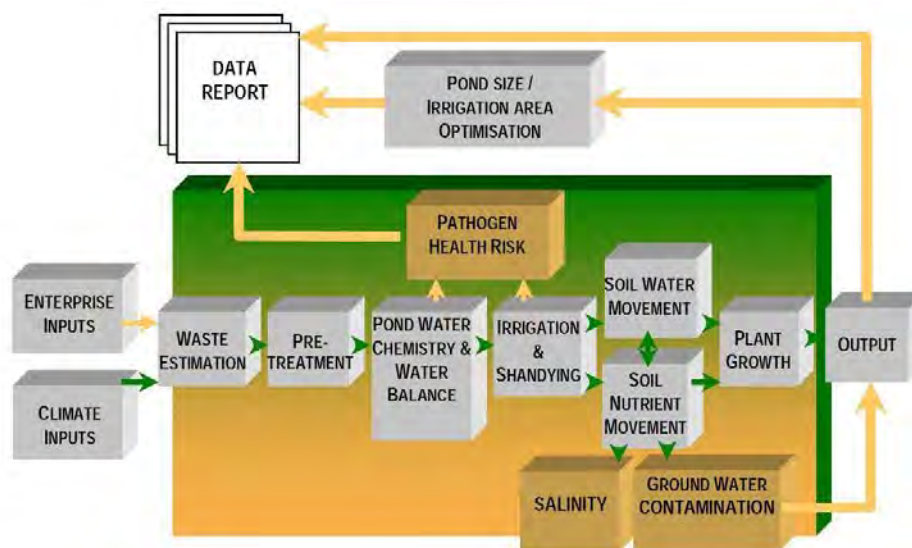 DATA
REPORT
POND SIZE /
IRRIGATION AREA
OPTIMISATION
PATHOGEN
HEALTH RISK
ENTERPRISE
INPUTS
CLIMATE
INPUTS
WASTE
ESTIMATION
PRE-
TREATMENT
POND WATER
CHEMISTRY &
WATER
BALANCE
IRRIGATION
&
SHANDYING
SOIL WATER
MOVEMENT
SOIL
NUTRIENT
MOVEMENT
PLANT
GROWTH
OUTPUT
SALINITY
GROUND WATER
CONTAMINATION